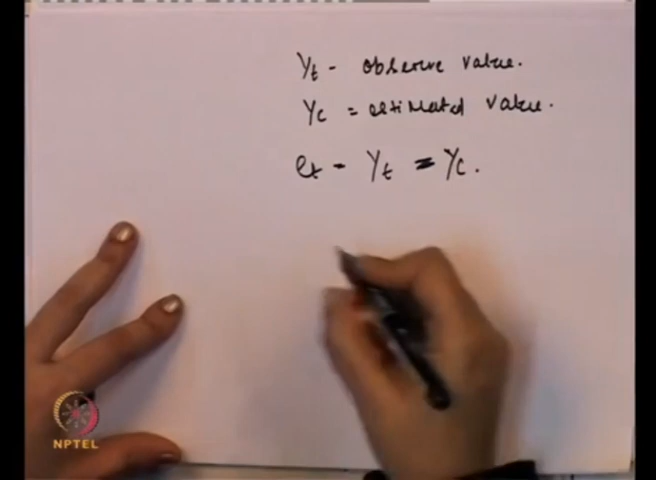 Yt - observe value.
Yc = estimated value.
et - Yt = Yc.
NPTEL